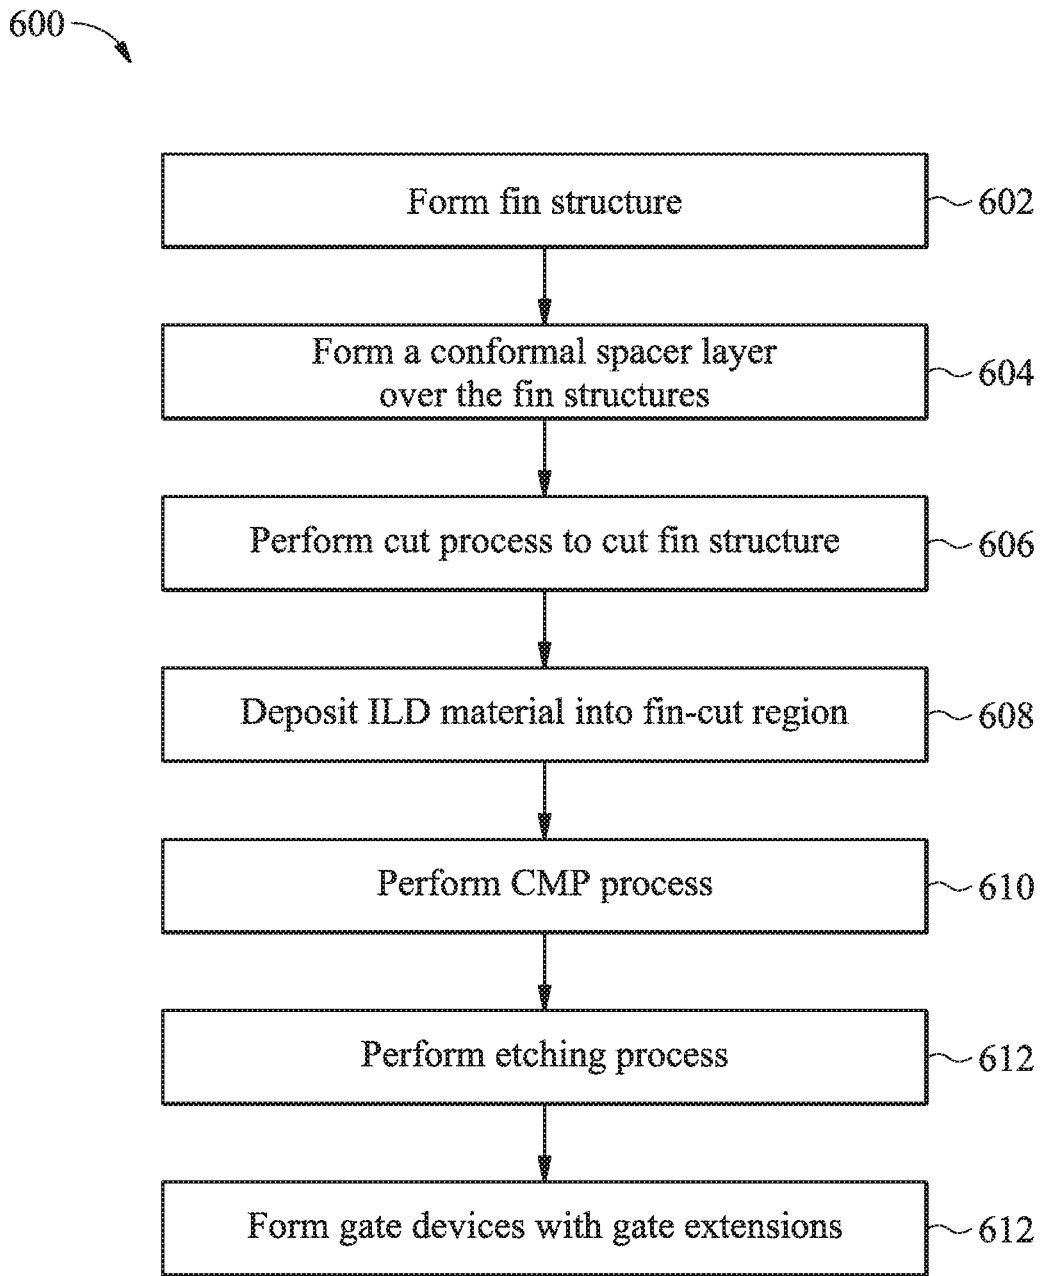 600
Form fin structure
602
Form a conformal spacer layer
over the fin structures
604
Perform cut process to cut fin structure
606
Deposit ILD material into fin-cut region
608
Perform CMP process
610
Perform etching process
612
Form gate devices with gate extensions
612